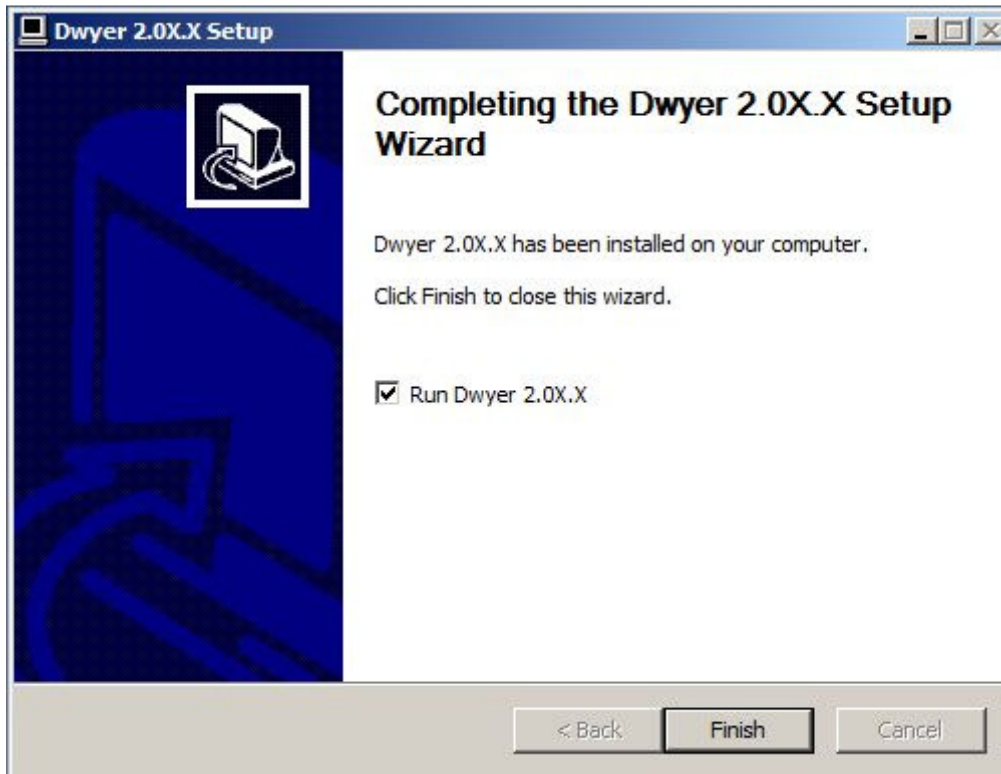 Dwyer 2.0X.X Setup
Completing the Dwyer 2.0X.X Setup
Wizard
Dwyer 2.0X.X has been installed on your computer.
Click Finish to close this wizard.
Run Dwyer 2.0X.X
< Back
Finish
Cancel